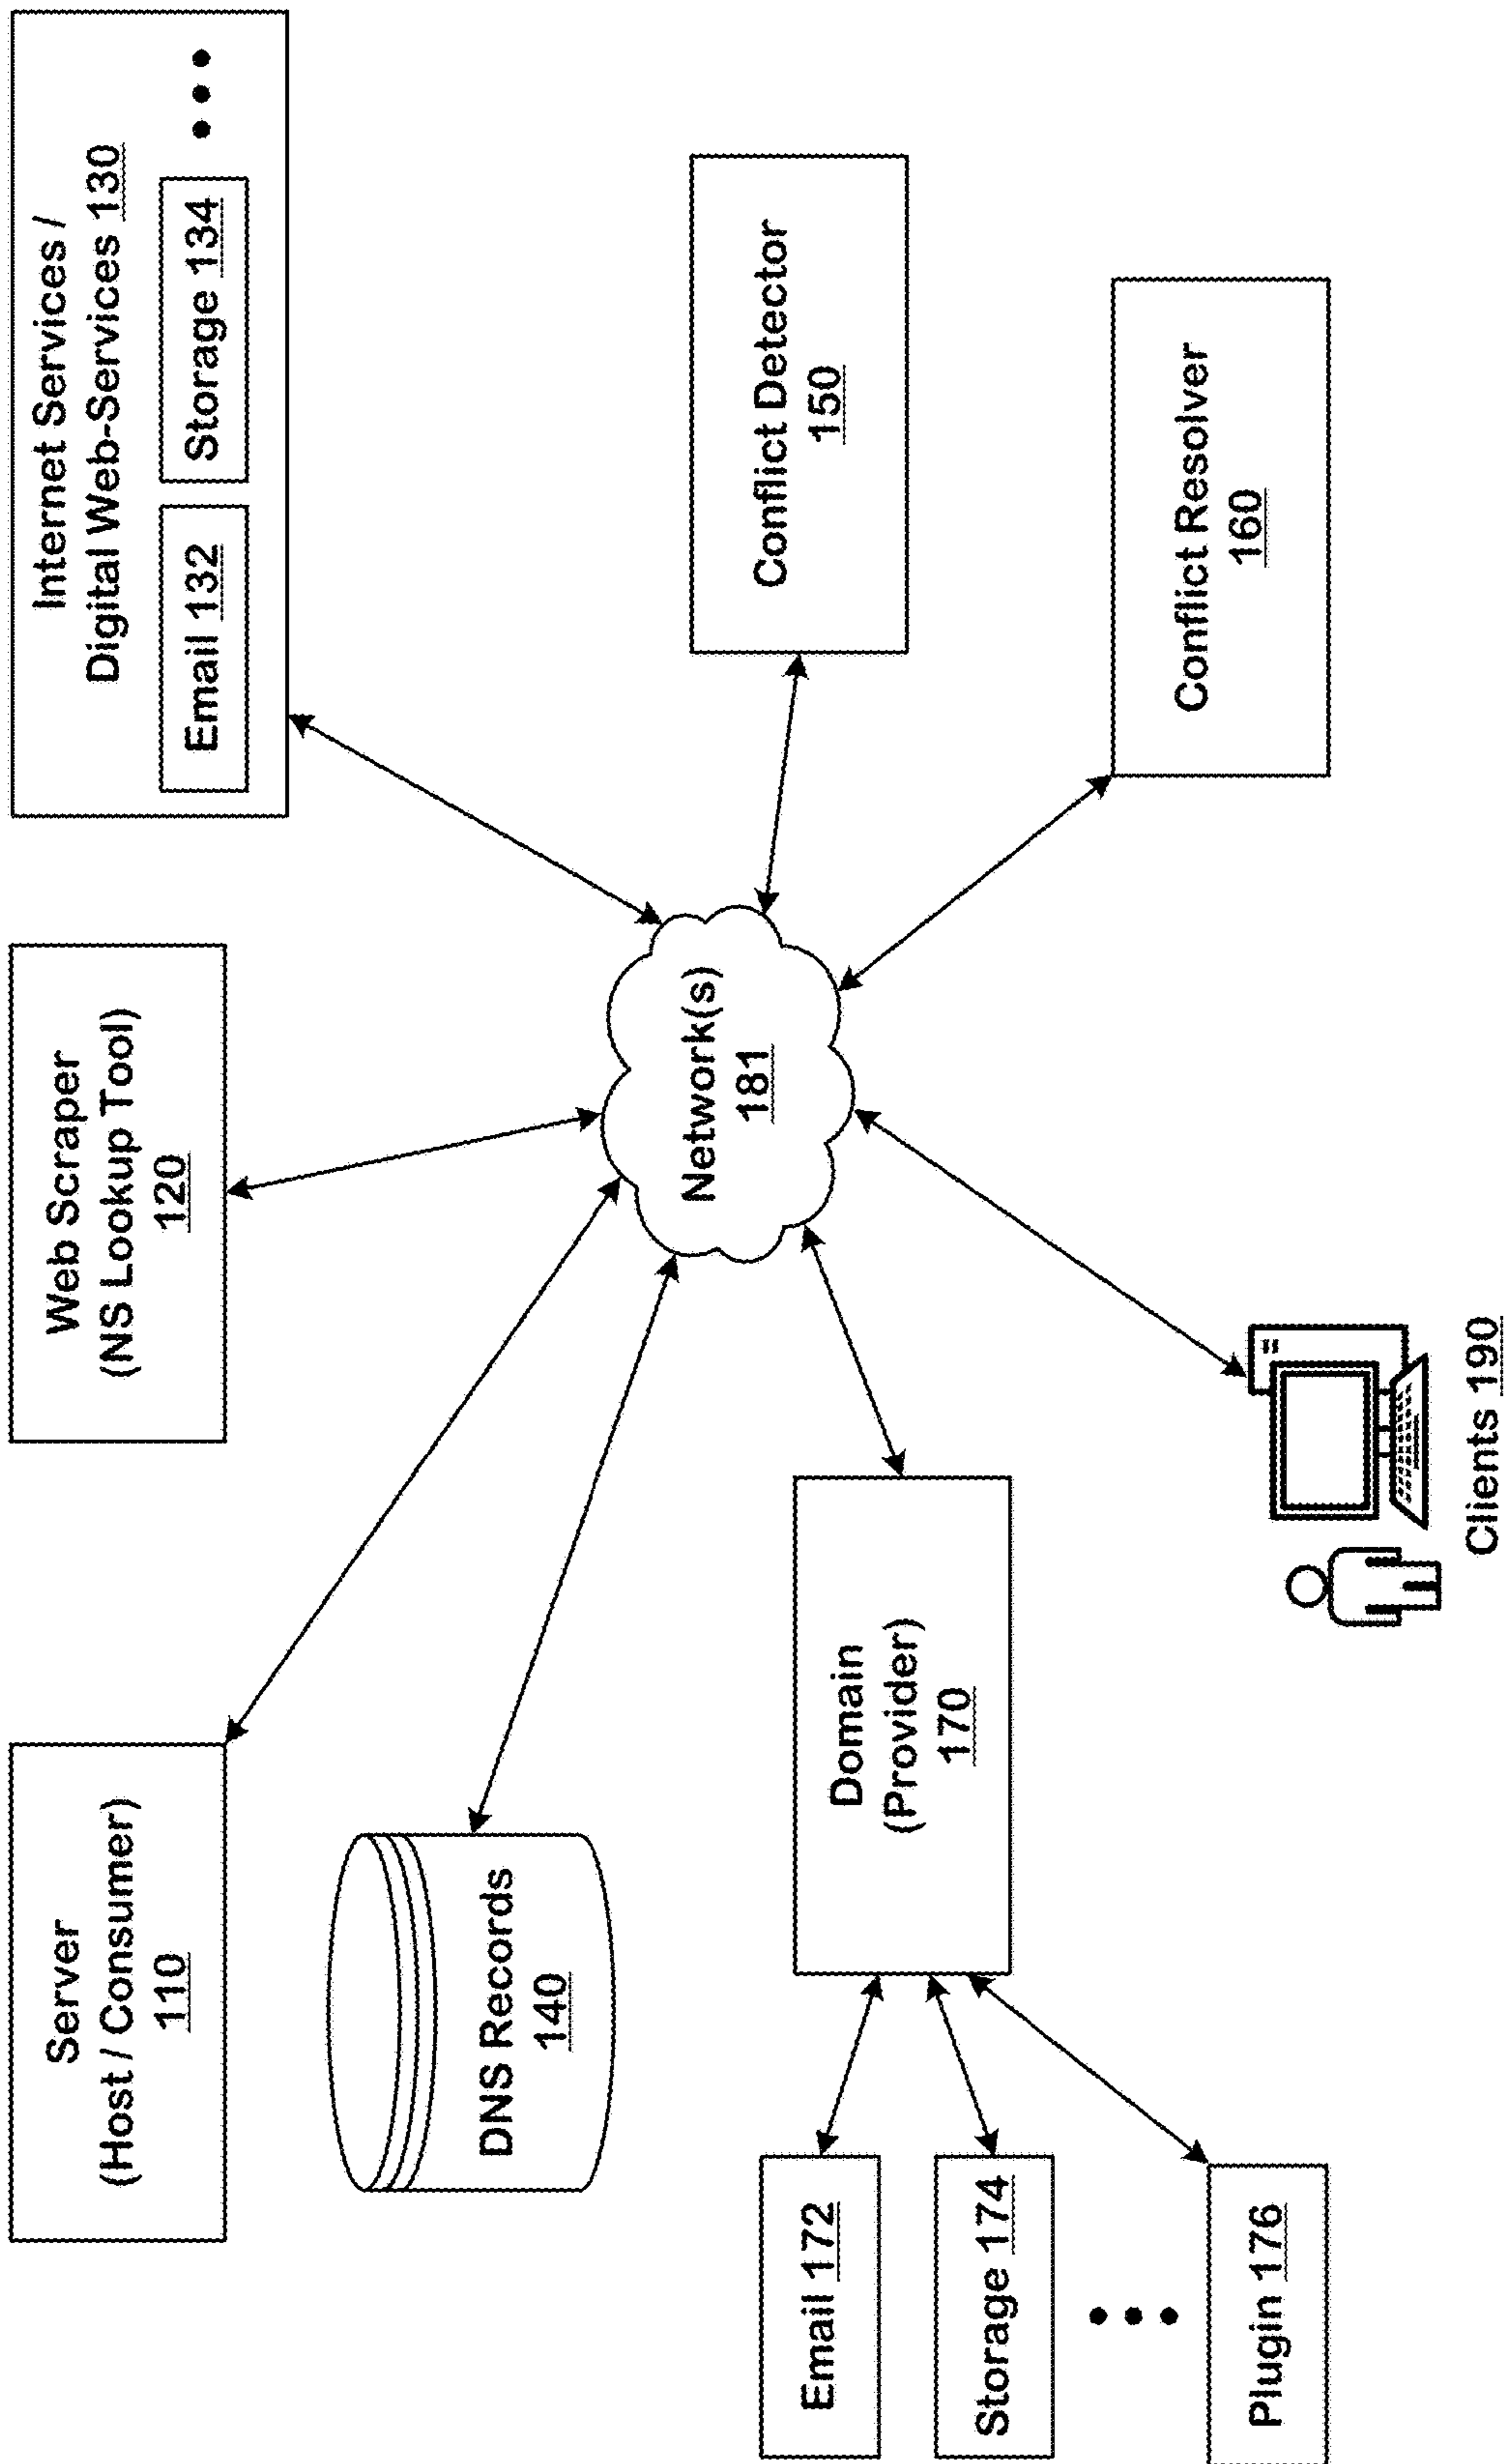 Server
(Host / Consumer)
110
Web Scraper
(NS Lookup Tool)
120
Internet Services /
Digital Web-Services 130
Email 132
Storage 134
DNS Records
140
Network(s)
181
Conflict Detector
150
Domain
(Provider)
170
Email 172
Storage 174
Plugin 176
Conflict Resolver
160
Clients 190